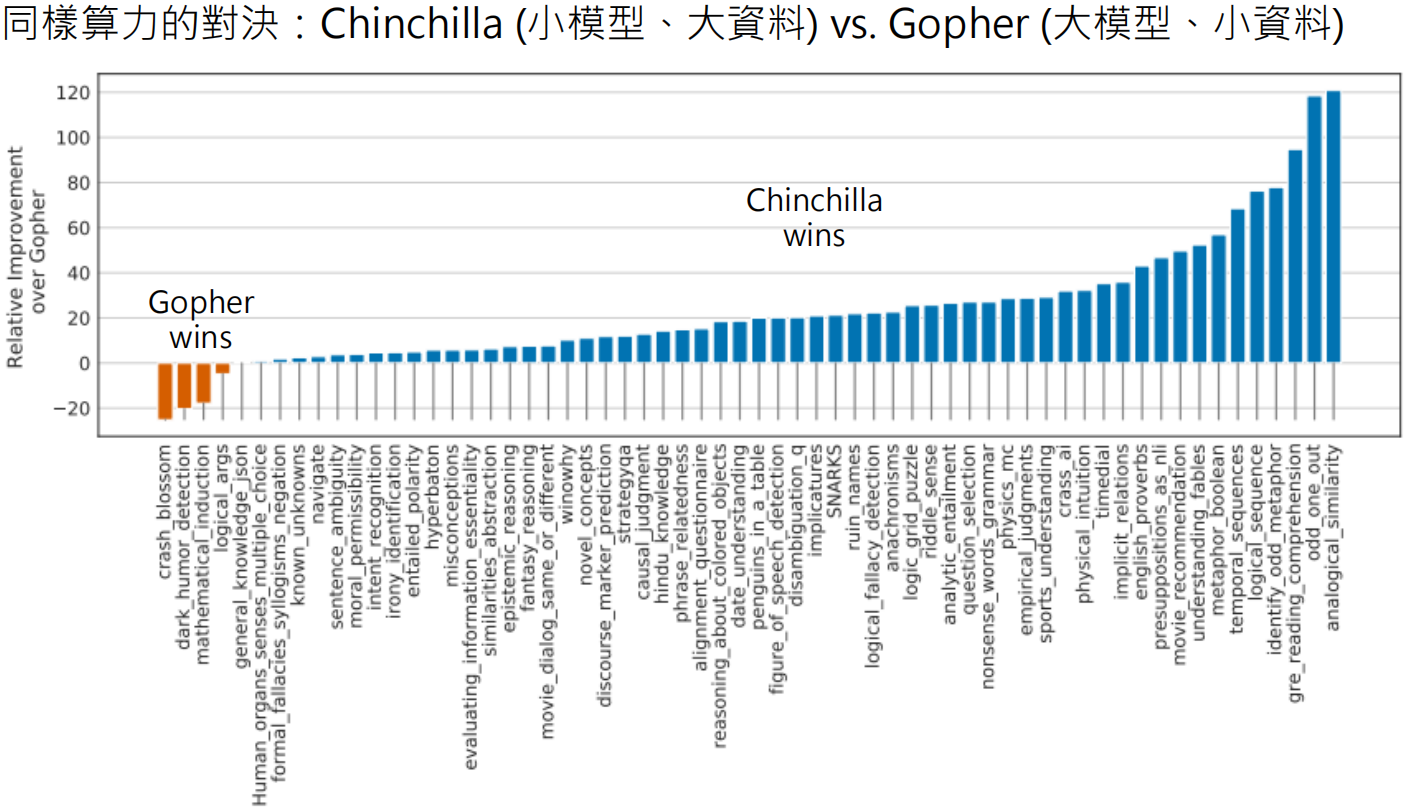 同樣算力的對決：Chinchilla (小模型、大資料) vs. Gopher (大模型、小資料)
Relative Improvement
over Gopher
120
100
80
60
40
20
0
−20
Gopher
wins
Chinchilla
wins
crash_blossom
dark_humor_detection
mathematical_induction
logical_args
general_knowledge_json
Human_organs_senses_multiple_choice
formal_fallacies_syllogisms_negation
known_unknowns
navigate
sentence_ambiguity
moral_permissibility
intent_recognition
irony_identification
entailed_polarity
hyperbaton
misconceptions
evaluating_information_essentiality
similarities_abstraction
epistemic_reasoning
fantasy_reasoning
movie_dialog_same_or_different
winowhy
novel_concepts
discourse_marker_prediction
strategyqa
causal_judgment
hindu_knowledge
phrase_relatedness
alignment_questionnaire
reasoning_about_colored_objects
date_understanding
penguins_in_a_table
figure_of_speech_detection
disambiguation_q
implicatures
SNARKS
ruin_names
logical_fallacy_detection
anachronisms
logic_grid_puzzle
riddle_sense
analytic_entailment
question_selection
nonsense_words_grammar
physics_mc
empirical_judgments
sports_understanding
crass_ai
physical_intuition
timedial
implicit_relations
english_proverbs
presuppositions_as_nli
movie_recommendation
understanding_fables
metaphor_boolean
temporal_sequences
logical_sequence
identify_odd_metaphor
gre_reading_comprehension
odd_one_out
analogical_similarity